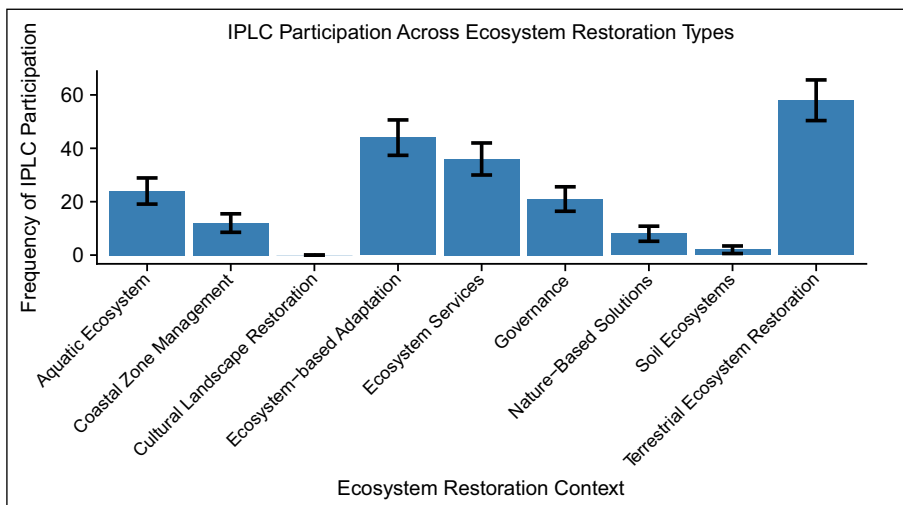 IPLC Participation Across Ecosystem Restoration Types
Frequency of IPLC Participation
60
40
20
0
Aquatic Ecosystem
Coastal Zone Management
Cultural Landscape Restoration
Ecosystem-based Adaptation
Ecosystem Services
Governance
Nature-Based Solutions
Soil Ecosystems
Terrestrial Ecosystem Restoration
Ecosystem Restoration Context